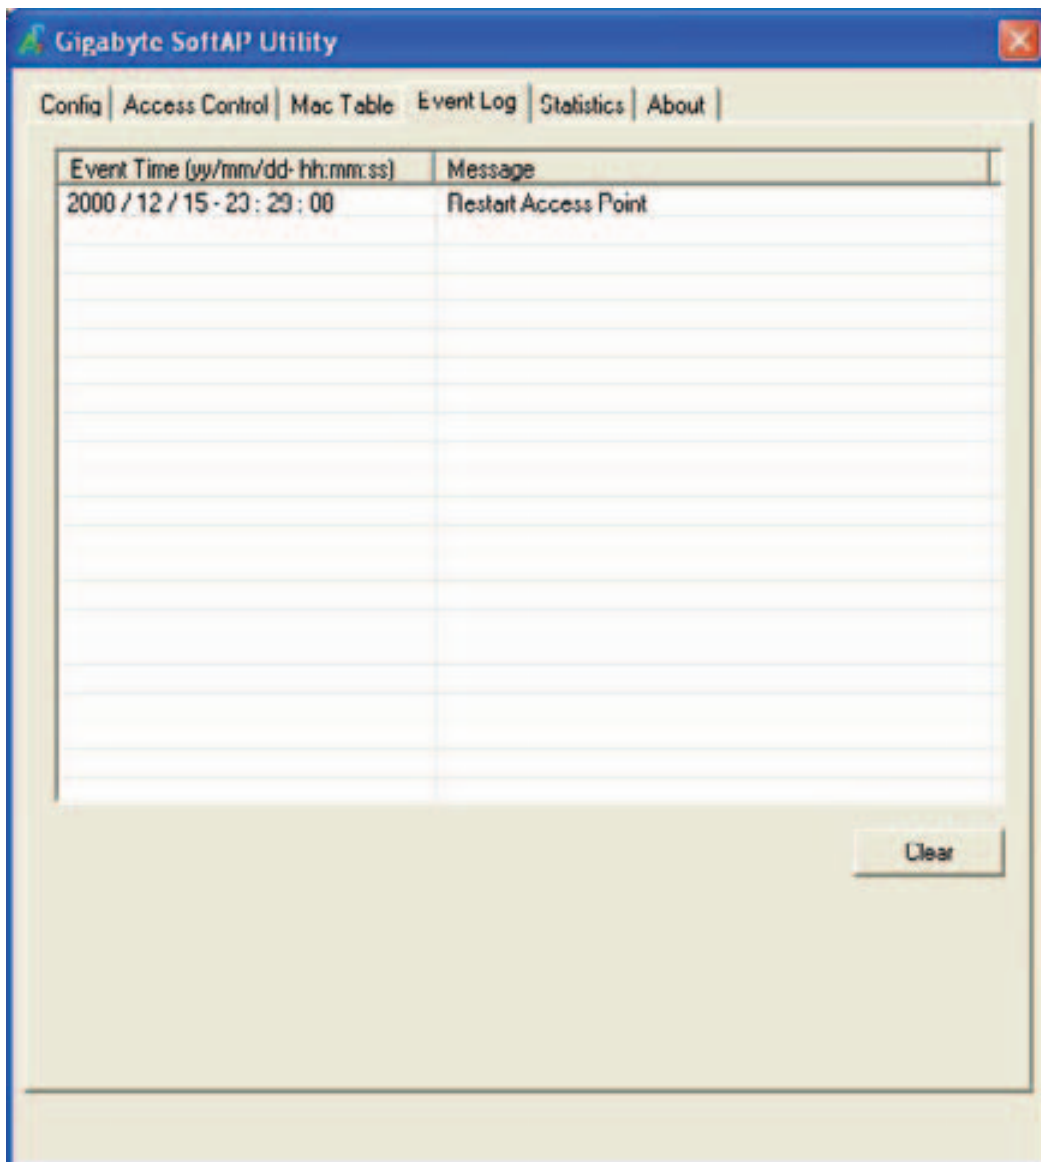 Gigabyte SoftAP Utility
Config Access Control Mac Table Event Log Statistics About
Event Time (yy/mm/dd- hh:mm:ss) Message
2000 / 12 / 15 - 23 : 29 : 00 Restart Access Point
Clear